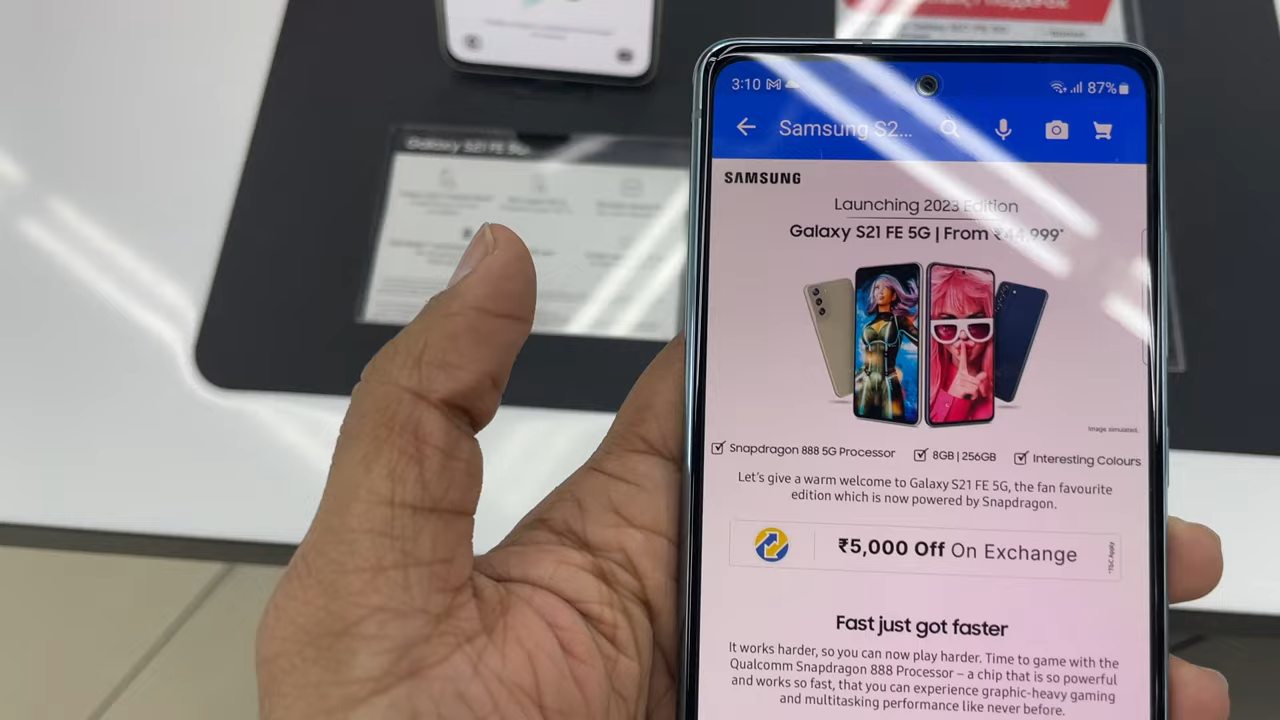 Galaxy S21 FE 5G
3:10
87%
Samsung S2...
SAMSUNG
Launching 2023 Edition
Galaxy S21 FE 5G | From ₹44,999*
Image simulated.
Snapdragon 888 5G Processor
8GB | 256GB
Interesting Colours
Let's give a warm welcome to Galaxy S21 FE 5G, the fan favourite
edition which is now powered by Snapdragon.
₹5,000 Off On Exchange
*T&C Apply
Fast just got faster
It works harder, so you can now play harder. Time to game with the
Qualcomm Snapdragon 888 Processor – a chip that is so powerful
and works so fast, that you can experience graphic-heavy gaming
and multitasking performance like never before.